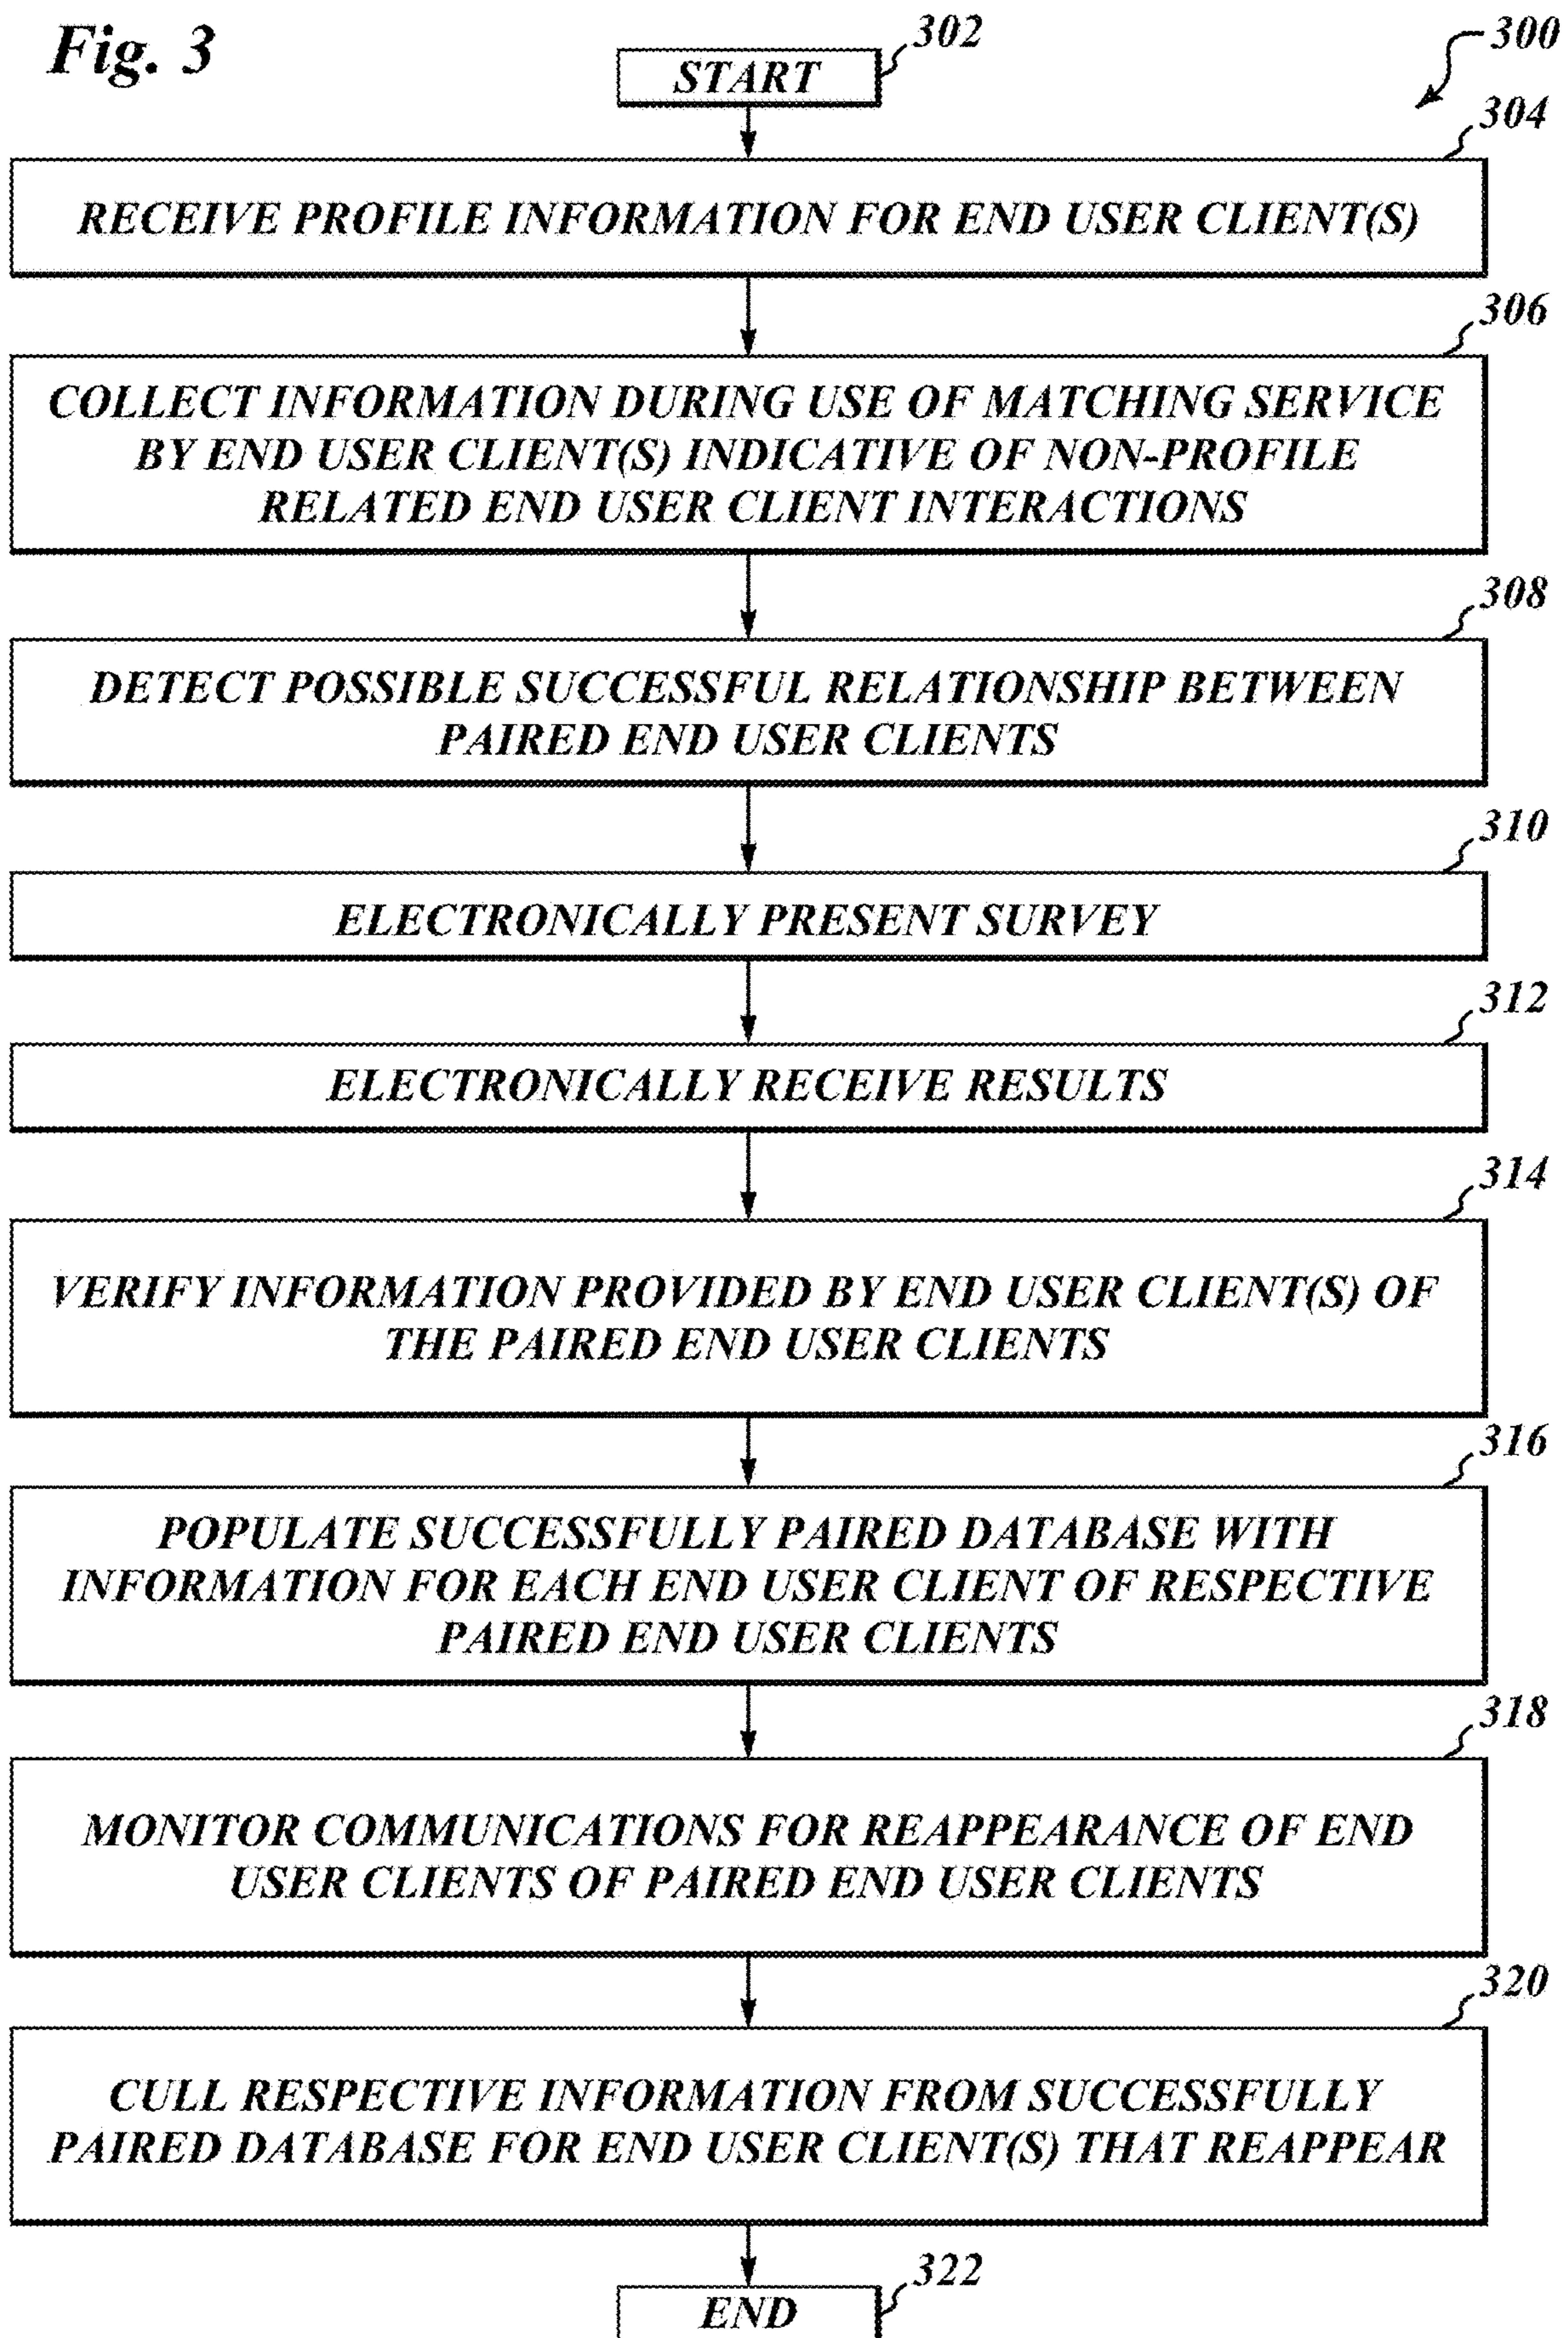 Fig. 3
302
START
300
304
RECEIVE PROFILE INFORMATION FOR END USER CLIENT(S)
306
COLLECT INFORMATION DURING USE OF MATCHING SERVICE
BY END USER CLIENT(S) INDICATIVE OF NON-PROFILE
RELATED END USER CLIENT INTERACTIONS
308
DETECT POSSIBLE SUCCESSFUL RELATIONSHIP BETWEEN
PAIRED END USER CLIENTS
310
ELECTRONICALLY PRESENT SURVEY
312
ELECTRONICALLY RECEIVE RESULTS
314
VERIFY INFORMATION PROVIDED BY END USER CLIENT(S) OF
THE PAIRED END USER CLIENTS
316
POPULATE SUCCESSFULLY PAIRED DATABASE WITH
INFORMATION FOR EACH END USER CLIENT OF RESPECTIVE
PAIRED END USER CLIENTS
318
MONITOR COMMUNICATIONS FOR REAPPEARANCE OF END
USER CLIENTS OF PAIRED END USER CLIENTS
320
CULL RESPECTIVE INFORMATION FROM SUCCESSFULLY
PAIRED DATABASE FOR END USER CLIENT(S) THAT REAPPEAR
322
END